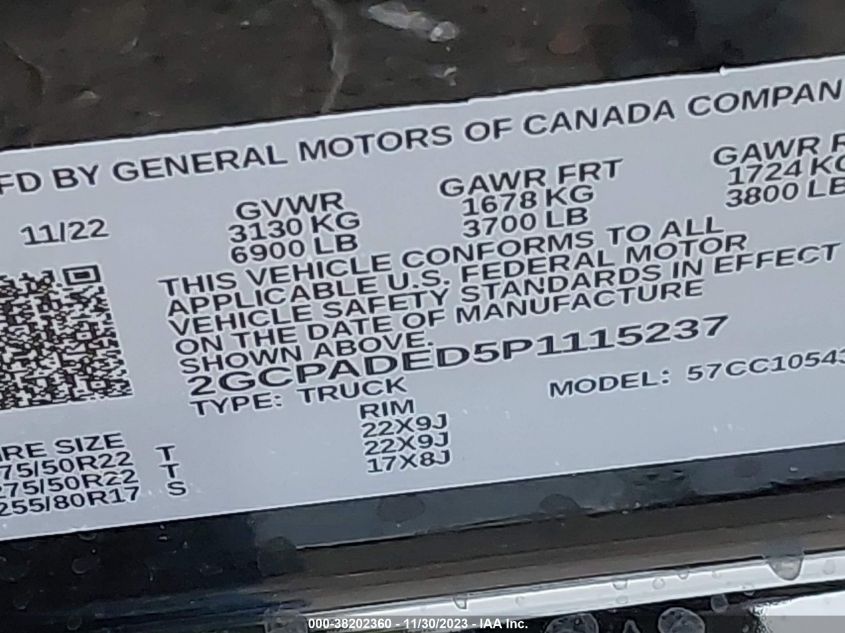 FD BY GENERAL MOTORS OF CANADA COMPAN
11/22 GVWR GAWR FRT GAWR R
3130 KG 1678 KG 1724 KG
6900 LB 3700 LB 3800 LB
THIS VEHICLE CONFORMS TO ALL
APPLICABLE U.S. FEDERAL MOTOR
VEHICLE SAFETY STANDARDS IN EFFECT
ON THE DATE OF MANUFACTURE
SHOWN ABOVE.
2GCPADED5P1115237
TYPE: TRUCK MODEL: 57CC10543
RE SIZE RIM
75/50R22 T 22X9J
275/50R22 T 22X9J
255/80R17 S 17X8J
000-38202360 - 11/30/2023 - IAA Inc.